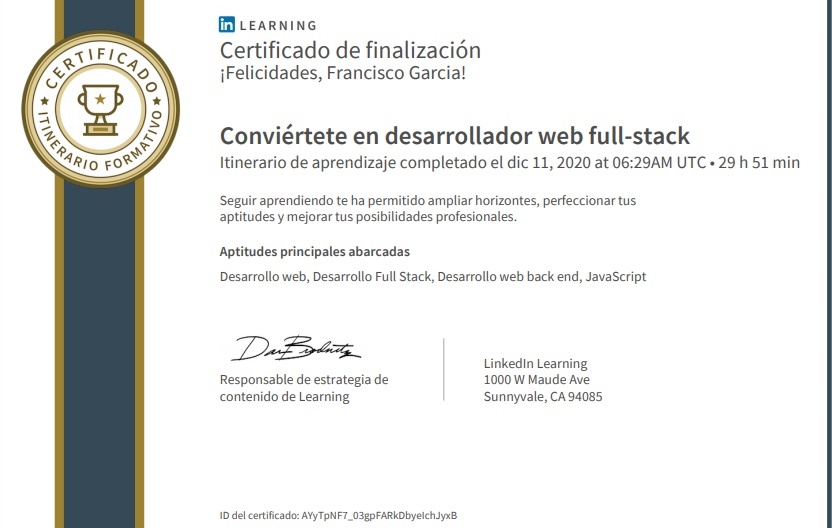 CERTIFICADO
ITINERARIO FORMATIVO
in LEARNING
Certificado de finalización
¡Felicidades, Francisco Garcia!
Conviértete en desarrollador web full-stack
Itinerario de aprendizaje completado el dic 11, 2020 at 06:29AM UTC • 29 h 51 min
Seguir aprendiendo te ha permitido ampliar horizontes, perfeccionar tus
aptitudes y mejorar tus posibilidades profesionales.
Aptitudes principales abarcadas
Desarrollo web, Desarrollo Full Stack, Desarrollo web back end, JavaScript
Responsable de estrategia de
contenido de Learning
LinkedIn Learning
1000 W Maude Ave
Sunnyvale, CA 94085
ID del certificado: AYyTpNF7_03gpFARkDbyeIchJyxB